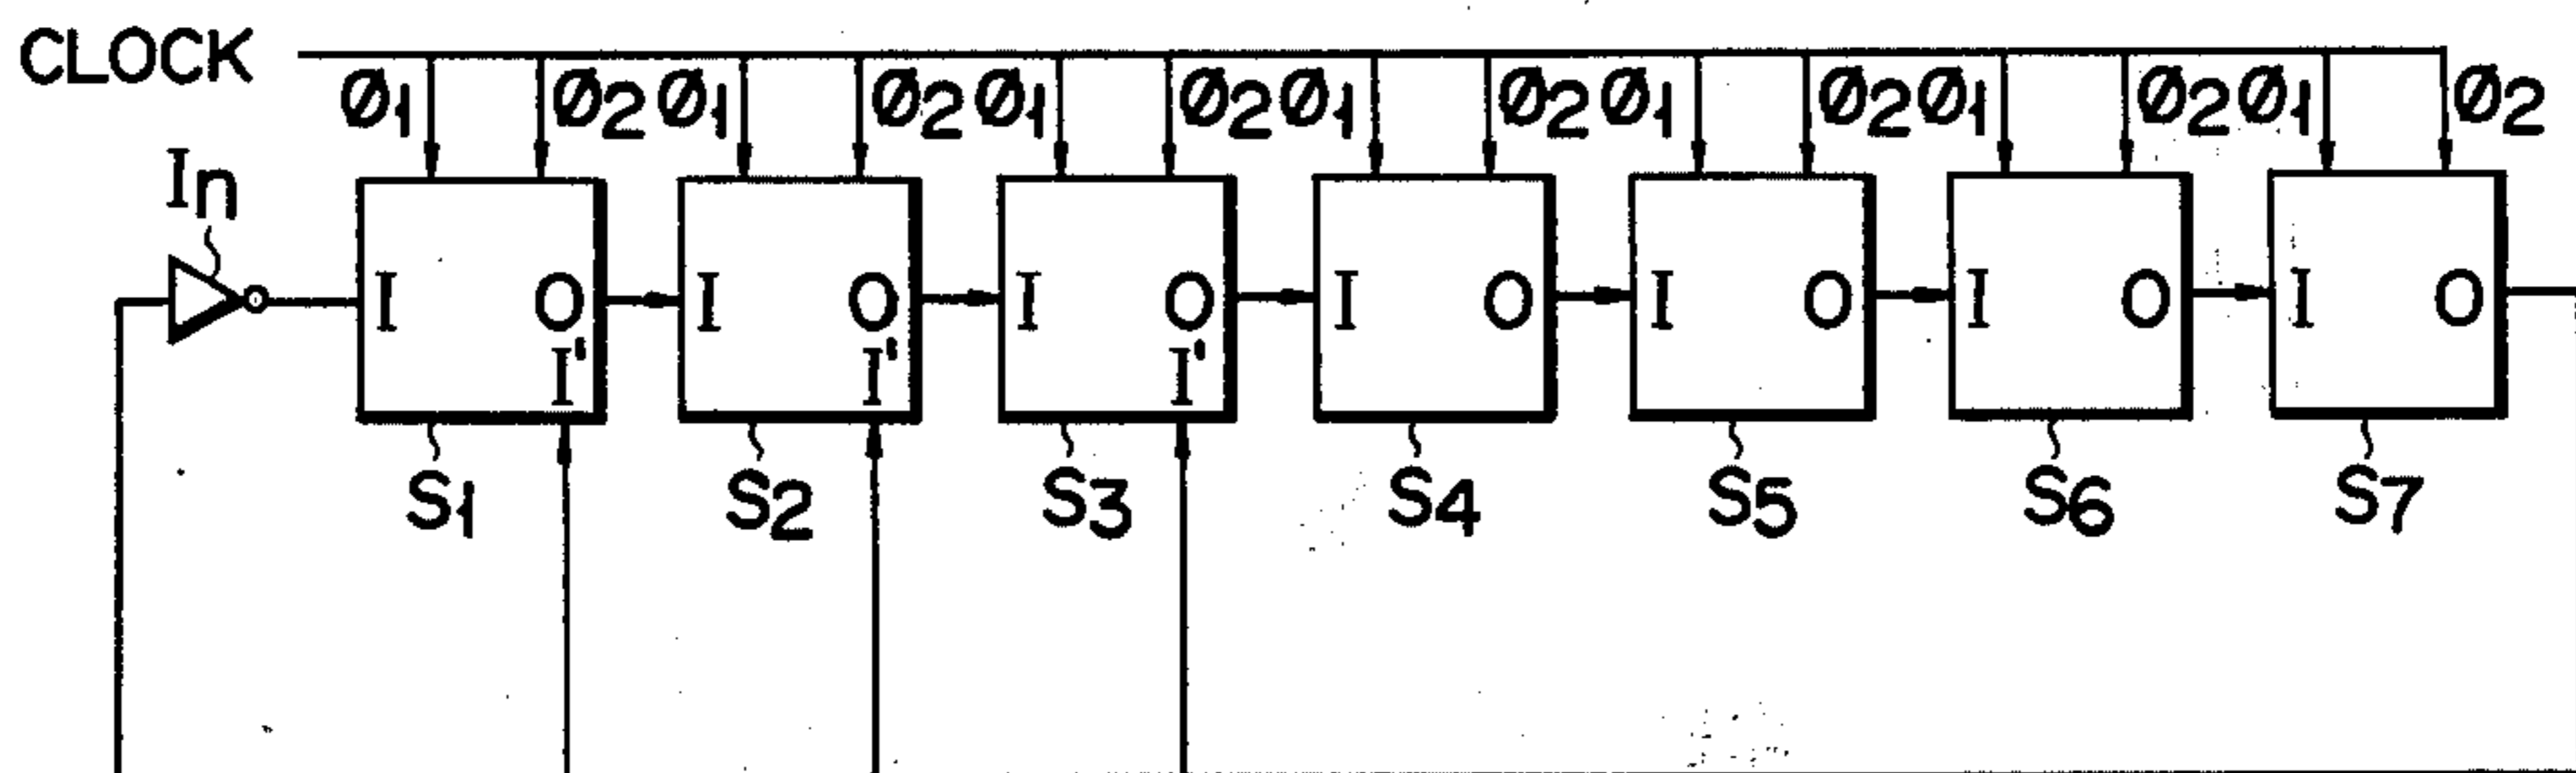 CLOCK
Ø1 Ø2 Ø1 Ø2 Ø1 Ø2 Ø1 Ø2 Ø1 Ø2 Ø1 Ø2 Ø1 Ø2
In
I O I O I O I O I O I O I O
I' I' I'
S1 S2 S3 S4 S5 S6 S7